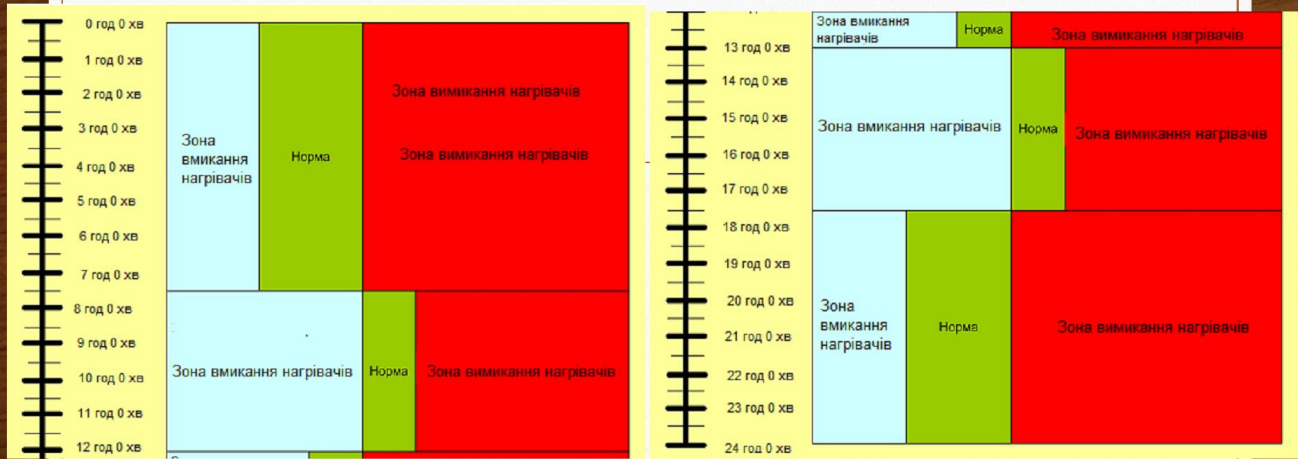 0 год 0 хв
1 год 0 хв
2 год 0 хв
3 год 0 хв
4 год 0 хв
5 год 0 хв
6 год 0 хв
7 год 0 хв
8 год 0 хв
9 год 0 хв
10 год 0 хв
11 год 0 хв
12 год 0 хв
Зона
вмикання
нагрівачів
Норма
Зона вимикання нагрівачів
Зона вимикання нагрівачів
Зона вмикання нагрівачів
Норма
Зона вимикання нагрівачів
13 год 0 хв
14 год 0 хв
15 год 0 хв
16 год 0 хв
17 год 0 хв
18 год 0 хв
19 год 0 хв
20 год 0 хв
21 год 0 хв
22 год 0 хв
23 год 0 хв
24 год 0 хв
Зона вмикання
нагрівачів
Норма
Зона вимикання нагрівачів
Зона вмикання нагрівачів
Норма
Зона вимикання нагрівачів
Зона
вмикання
нагрівачів
Норма
Зона вимикання нагрівачів